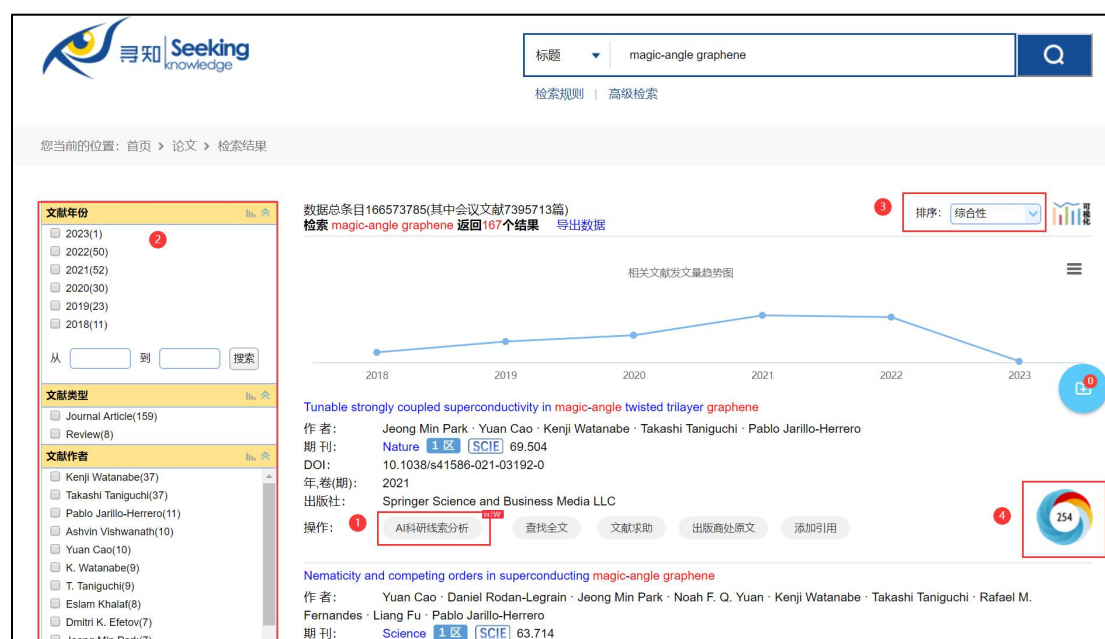 寻知 Seeking
knowledge
标题 magic-angle graphene
检索规则 | 高级检索
您当前的位置：首页 > 论文 > 检索结果
文献年份
2023(1)
2
2022(50)
2021(52)
2020(30)
2019(23)
2018(11)
从 到 搜索
文献类型
Journal Article(159)
Review(8)
文献作者
Kenji Watanabe(37)
Takashi Taniguchi(37)
Pablo Jarillo-Herrero(11)
Ashvin Vishwanath(10)
Yuan Cao(10)
K. Watanabe(9)
T. Taniguchi(9)
Eslam Khalaf(8)
Dmitri K. Efetov(7)
Jeong Min Park(7)
数据总条目166573785(其中会议文献7395713篇)
检索 magic-angle graphene 返回167个结果 导出数据
3 排序: 综合性 可视化
相关文献发文量趋势图
2018 2019 2020 2021 2022 2023
0
Tunable strongly coupled superconductivity in magic-angle twisted trilayer graphene
作 者: Jeong Min Park · Yuan Cao · Kenji Watanabe · Takashi Taniguchi · Pablo Jarillo-Herrero
期 刊: Nature 1 区 SCIE 69.504
DOI: 10.1038/s41586-021-03192-0
年,卷(期): 2021
出版社: Springer Science and Business Media LLC
操作: 1 AI科研线索分析 NEW 查找全文 文献求助 出版商处原文 添加引用
4 254
Nematicity and competing orders in superconducting magic-angle graphene
作 者: Yuan Cao · Daniel Rodan-Legrain · Jeong Min Park · Noah F. Q. Yuan · Kenji Watanabe · Takashi Taniguchi · Rafael M.
Fernandes · Liang Fu · Pablo Jarillo-Herrero
期 刊: Science 1 区 SCIE 63.714